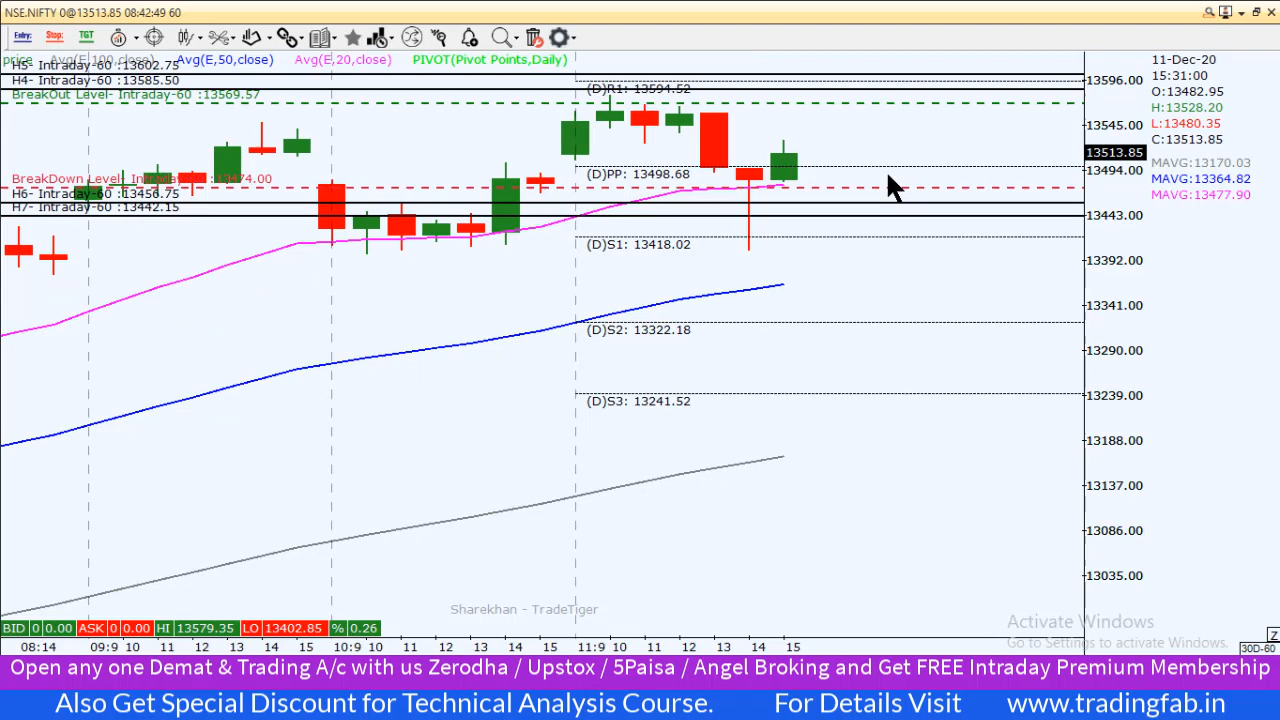 NSE.NIFTY 0@13513.85 08:42:49 60
Entry: Stop: TGT
price Avg(E,100,close) Avg(E,50,close) Avg(E,20,close) PIVOT(Pivot Points,Daily)
H5- Intraday-60 :13602.75
H4- Intraday-60 :13585.50
BreakOut Level- Intraday-60 :13569.57
BreakDown Level- Intraday-60 :13474.00
H6- Intraday-60 :13456.75
H7- Intraday-60 :13442.15
(D)R1: 13594.52
(D)PP: 13498.68
(D)S1: 13418.02
(D)S2: 13322.18
(D)S3: 13241.52
13596.00
13545.00
13513.85
13494.00
13443.00
13392.00
13341.00
13290.00
13239.00
13188.00
13137.00
13086.00
13035.00
11-Dec-20
15:31:00
O:13482.95
H:13528.20
L:13480.35
C:13513.85
MAVG:13170.03
MAVG:13364.82
MAVG:13477.90
Sharekhan - TradeTiger
Activate Windows
Go to Settings to activate Windows.
BID 0 0.00 ASK 0 0.00 HI 13579.35 LO 13402.85 % 0.26
Z
08:14 09:9 10 11 12 13 14 15 10:9 10 11 12 13 14 15 11:9 10 11 12 13 14 15
30D-60
Open any one Demat & Trading A/c with us Zerodha / Upstox / 5Paisa / Angel Broking and Get FREE Intraday Premium Membership
Also Get Special Discount for Technical Analysis Course. For Details Visit www.tradingfab.in